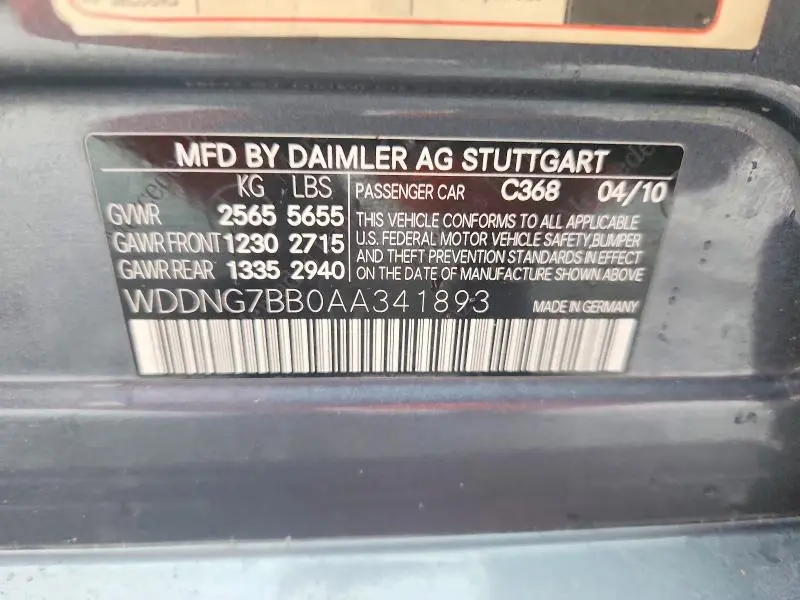 MFD BY DAIMLER AG STUTTGART
KG LBS
GVWR 2565 5655
GAWR FRONT 1230 2715
GAWR REAR 1335 2940
PASSENGER CAR C368 04/10
THIS VEHICLE CONFORMS TO ALL APPLICABLE
U.S. FEDERAL MOTOR VEHICLE SAFETY,BUMPER
AND THEFT PREVENTION STANDARDS IN EFFECT
ON THE DATE OF MANUFACTURE SHOWN ABOVE
WDDNG7BB0AA341893
MADE IN GERMANY